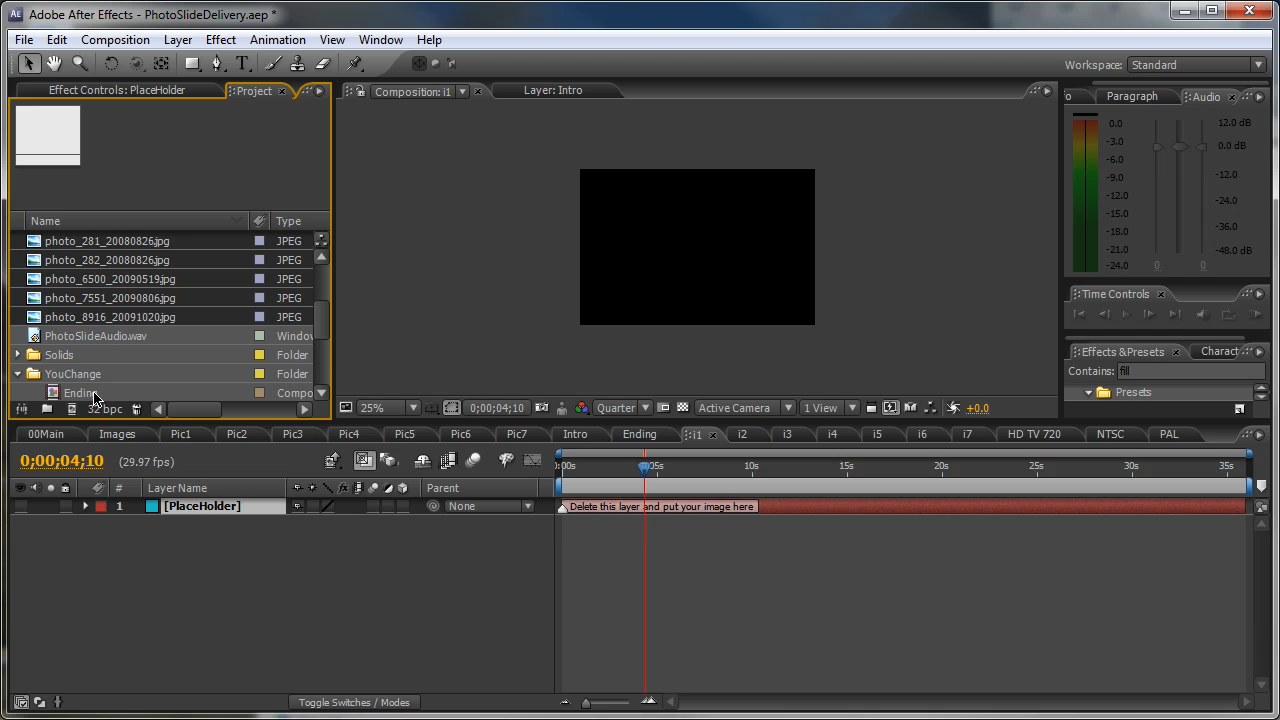 Adobe After Effects - PhotoSlideDelivery.aep *
File Edit Composition Layer Effect Animation View Window Help
Workspace: Standard
Effect Controls: PlaceHolder
Project
Composition: i1
Layer: Intro
Paragraph
Audio
0.0
-3.0
-6.0
-9.0
-12.0
-15.0
-18.0
-21.0
-24.0
12.0 dB
0.0 dB
-12.0
-24.0
-36.0
-48.0 dB
0 0
Name Type
photo_281_20080826.jpg JPEG
photo_282_20080826.jpg JPEG
photo_6500_20090519.jpg JPEG
photo_7551_20090806.jpg JPEG
photo_8916_20091020.jpg JPEG
PhotoSlideAudio.wav Window
Solids Folder
YouChange Folder
Ending Compo
32 bpc
Time Controls
Effects & Presets
Charact
Contains: fill
Presets
25%
0;00;04;10
Quarter
Active Camera
1 View
+0.0
00Main Images Pic1 Pic2 Pic3 Pic4 Pic5 Pic6 Pic7 Intro Ending i1 i2 i3 i4 i5 i6 i7 HD TV 720 NTSC PAL
0;00;04;10 (29.97 fps)
05s 10s 15s 20s 25s 30s 35s
# Layer Name Parent
1 [PlaceHolder] None
Delete this layer and put your image here
Toggle Switches / Modes